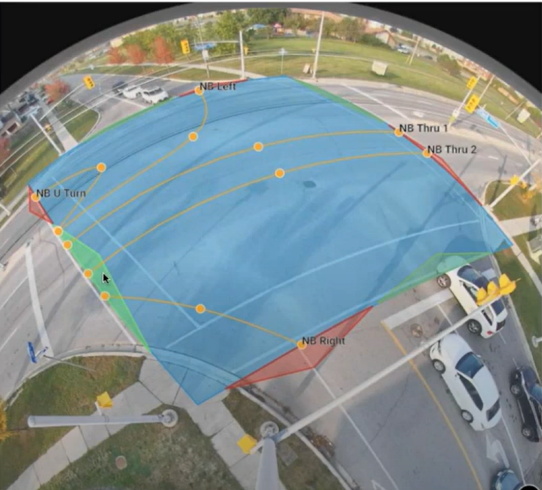 NB Left
NB Thru 1
NB Thru 2
NB U Turn
NB Right